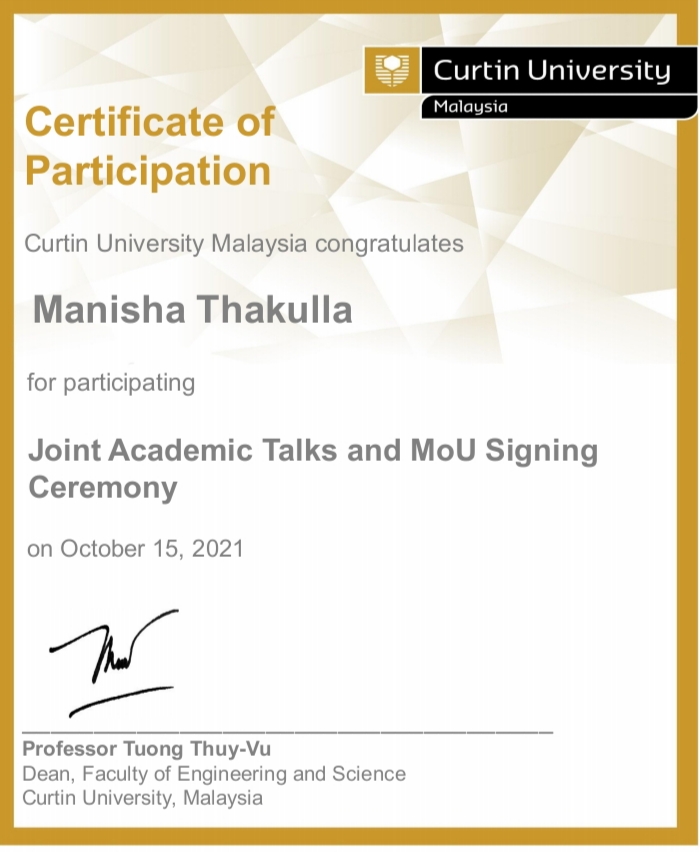 Curtin University
Malaysia
Certificate of
Participation
Curtin University Malaysia congratulates
Manisha Thakulla
for participating
Joint Academic Talks and MoU Signing
Ceremony
on October 15, 2021
Professor Tuong Thuy-Vu
Dean, Faculty of Engineering and Science
Curtin University, Malaysia